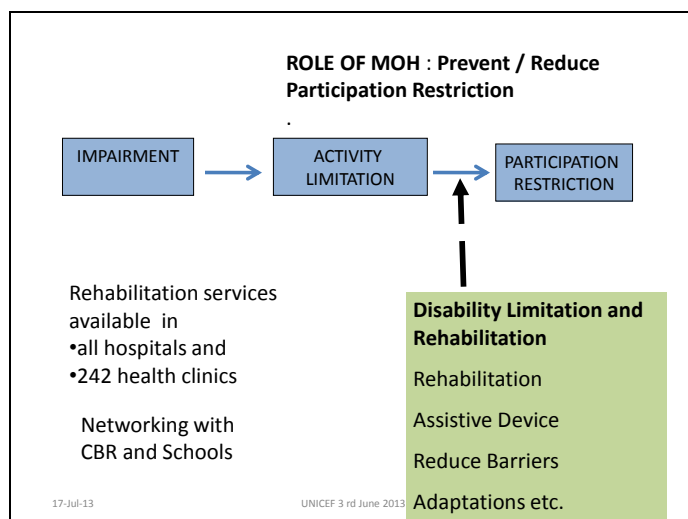 ROLE OF MOH : Prevent / Reduce
Participation Restriction
.
IMPAIRMENT
ACTIVITY
LIMITATION
PARTICIPATION
RESTRICTION
Rehabilitation services
available in
•all hospitals and
•242 health clinics
Networking with
CBR and Schools
Disability Limitation and
Rehabilitation
Rehabilitation
Assistive Device
Reduce Barriers
Adaptations etc.
17-Jul-13
UNICEF 3 rd June 2013